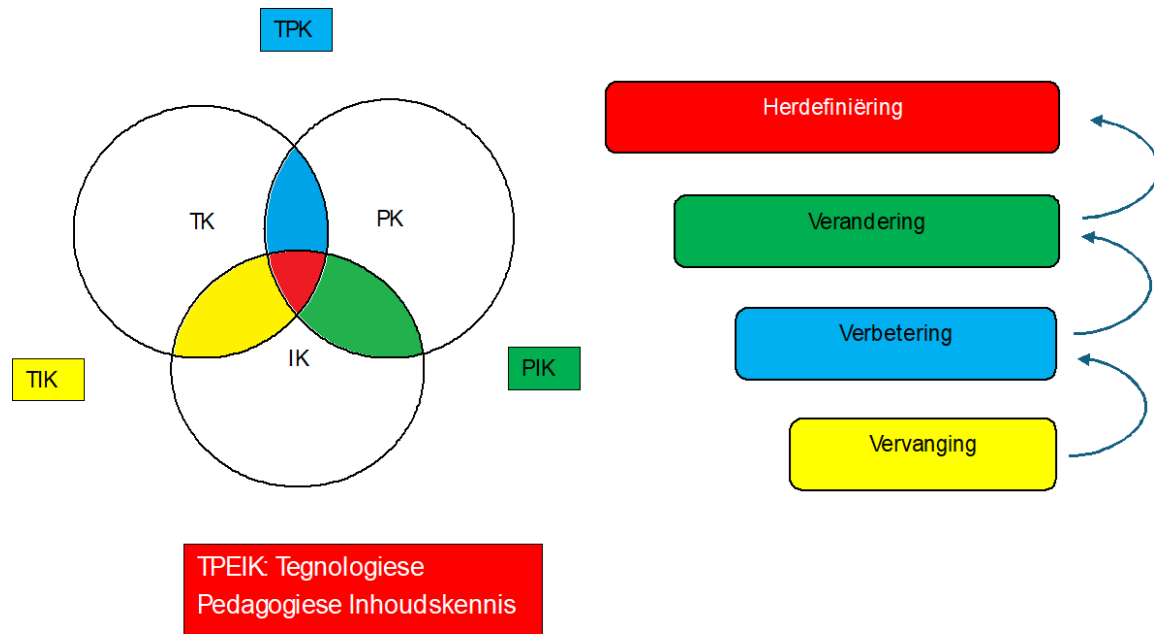 TPK
TK
PK
IK
TIK
PIK
TPEIK: Tegnologiese
Pedagogiese Inhoudskennis
Herdefiniëring
Verandering
Verbetering
Vervanging